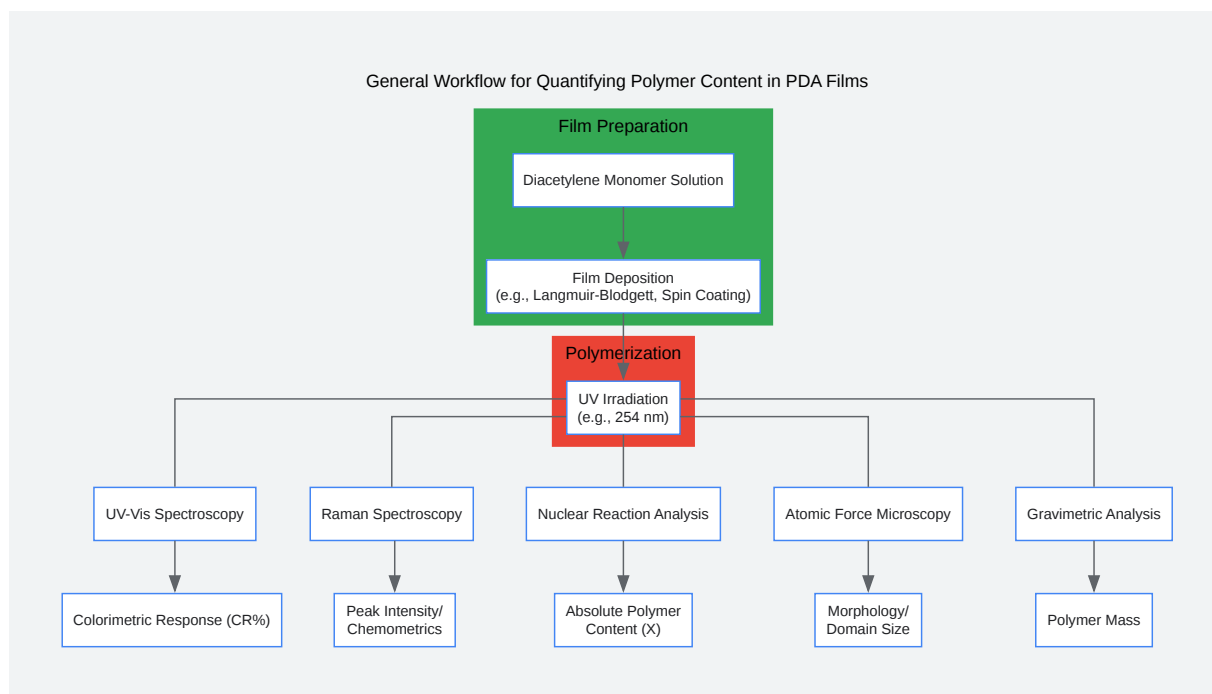 General Workflow for Quantifying Polymer Content in PDA Films
Film Preparation
Diacetylene Monomer Solution
Film Deposition
(e.g., Langmuir-Blodgett, Spin Coating)
Polymerization
UV Irradiation
(e.g., 254 nm)
UV-Vis Spectroscopy
Raman Spectroscopy
Nuclear Reaction Analysis
Atomic Force Microscopy
Gravimetric Analysis
Colorimetric Response (CR%)
Peak Intensity/
Chemometrics
Absolute Polymer
Content (X)
Morphology/
Domain Size
Polymer Mass